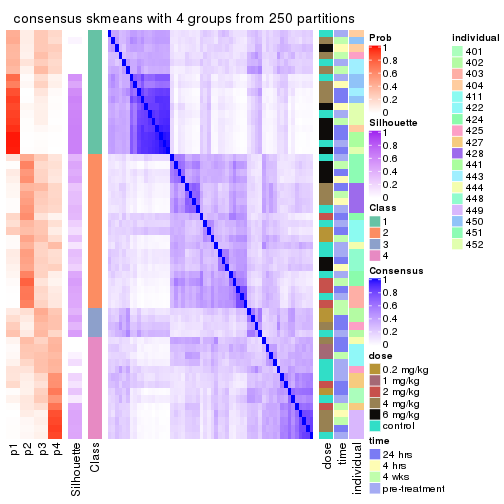 consensus skmeans with 4 groups from 250 partitions
Prob
1
0.8
0.6
0.4
0.2
0
Silhouette
1
0.8
0.6
0.4
0.2
0
Class
1
2
3
4
Consensus
1
0.8
0.6
0.4
0.2
0
dose
0.2 mg/kg
1 mg/kg
2 mg/kg
4 mg/kg
6 mg/kg
control
time
24 hrs
4 hrs
4 wks
pre-treatment
individual
401
402
403
404
411
422
424
425
427
428
441
443
444
448
449
450
451
452
p1
p2
p3
p4
Silhouette
Class
dose
time
individual